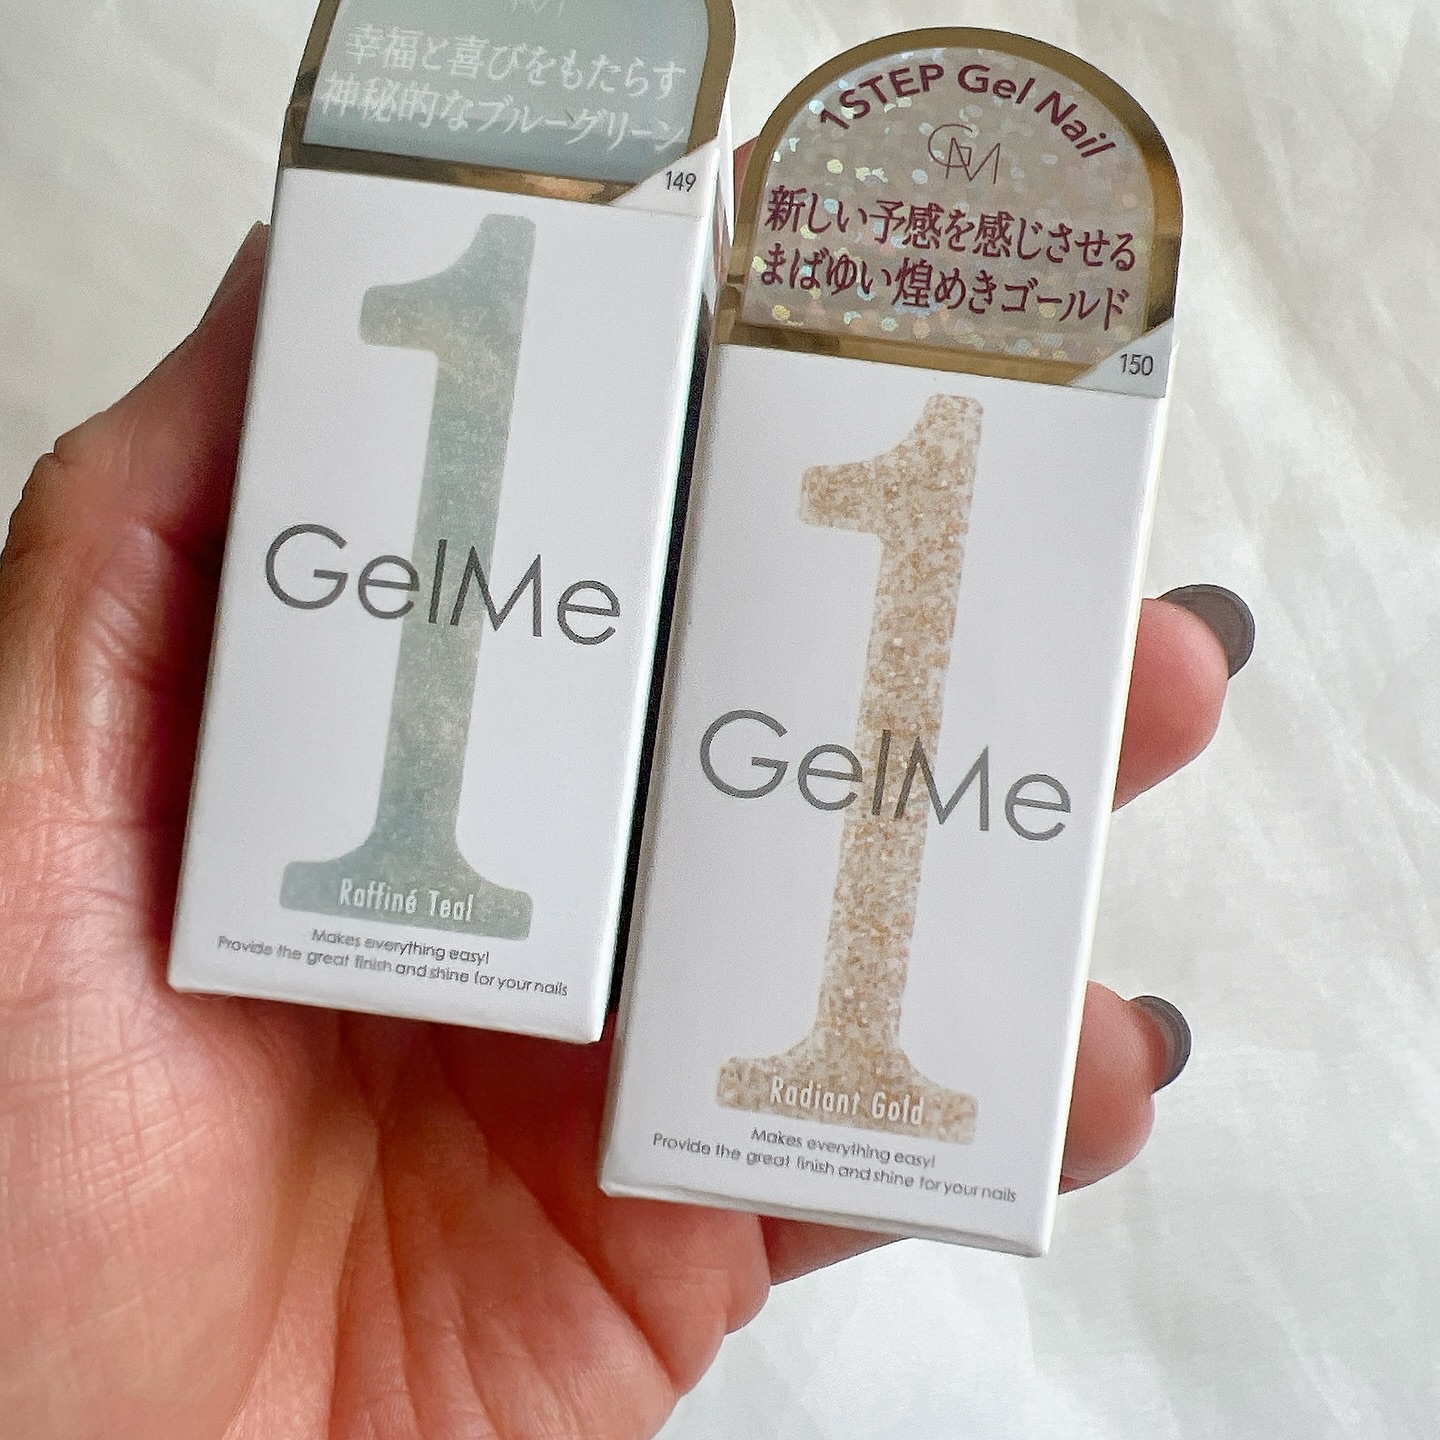 GM
幸福と喜びをもたらす
神秘的なブルーグリーン
149
1
GelMe
Raffiné Teal
Makes everything easy!
Provide the great finish and shine for your nails
1STEP Gel Nail
GM
新しい予感を感じさせる
まばゆい煌めきゴールド
150
1
GelMe
Radiant Gold
Makes everything easy!
Provide the great finish and shine for your nails